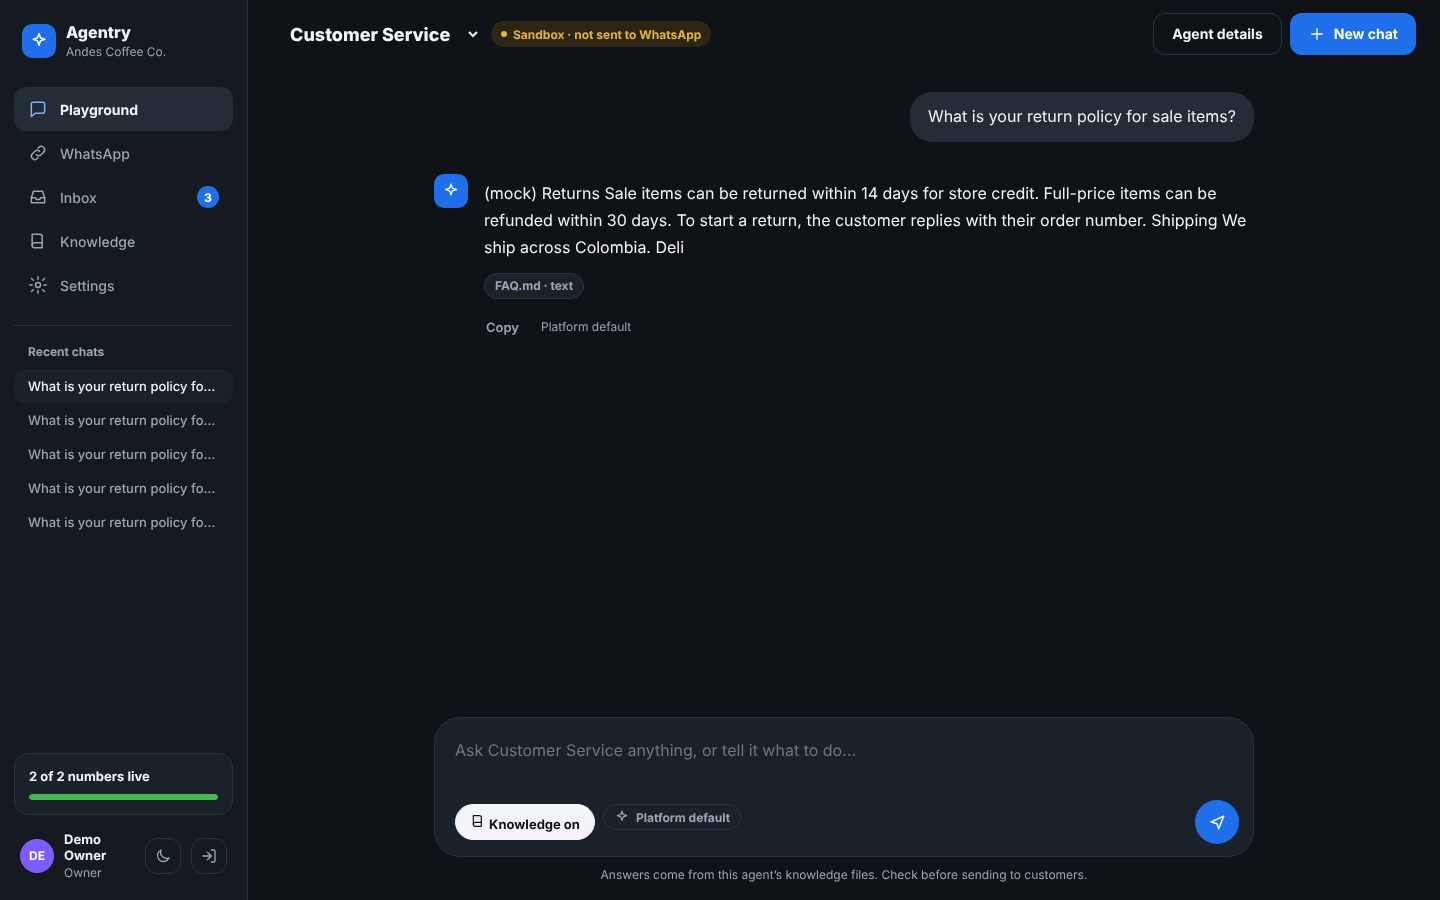 Agentry
Andes Coffee Co.
Playground
WhatsApp
Inbox
3
Knowledge
Settings
Recent chats
What is your return policy fo...
What is your return policy fo...
What is your return policy fo...
What is your return policy fo...
What is your return policy fo...
2 of 2 numbers live
DE
Demo
Owner
Owner
Customer Service
Sandbox · not sent to WhatsApp
Agent details
New chat
What is your return policy for sale items?
(mock) Returns Sale items can be returned within 14 days for store credit. Full-price items can be
refunded within 30 days. To start a return, the customer replies with their order number. Shipping We
ship across Colombia. Deli
FAQ.md · text
Copy
Platform default
Ask Customer Service anything, or tell it what to do...
Knowledge on
Platform default
Answers come from this agent's knowledge files. Check before sending to customers.